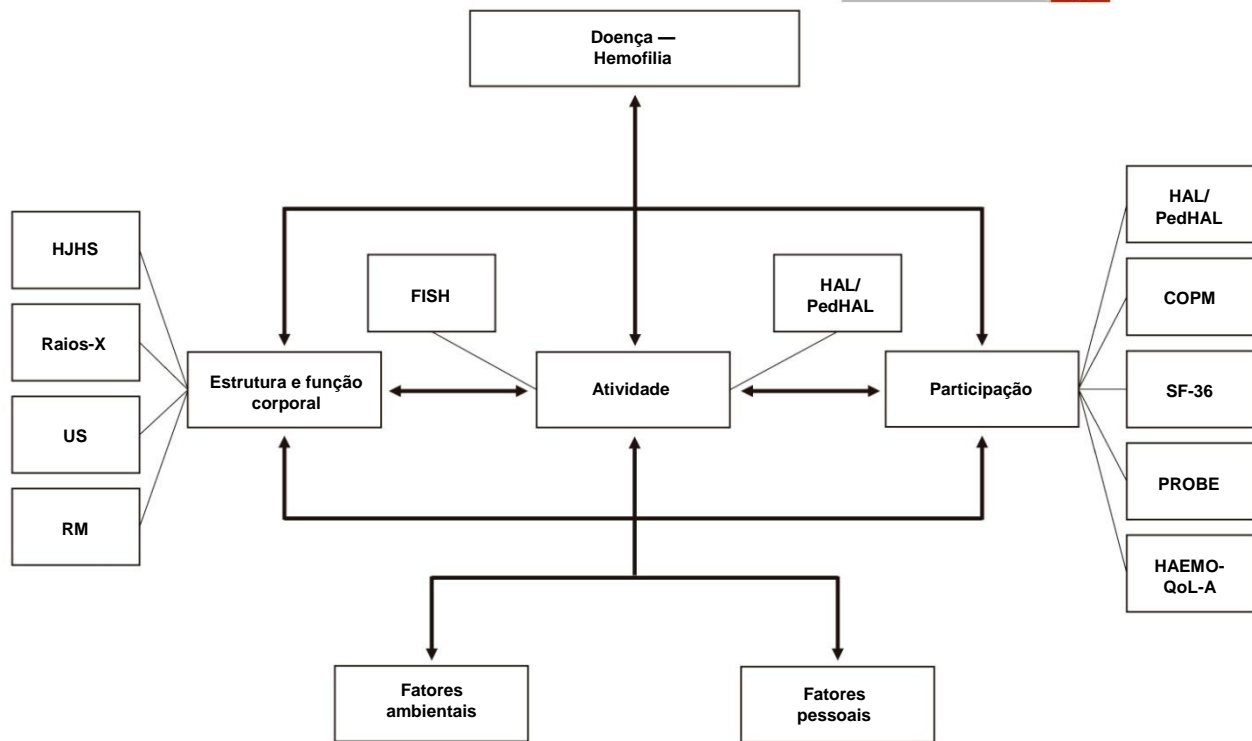 Doença —
Hemofilia
HJHS
Raios-X
US
RM
FISH
HAL/
PedHAL
Estrutura e função
corporal
Atividade
Participação
HAL/
PedHAL
COPM
SF-36
PROBE
HAEMO-
QoL-A
Fatores
ambientais
Fatores
pessoais